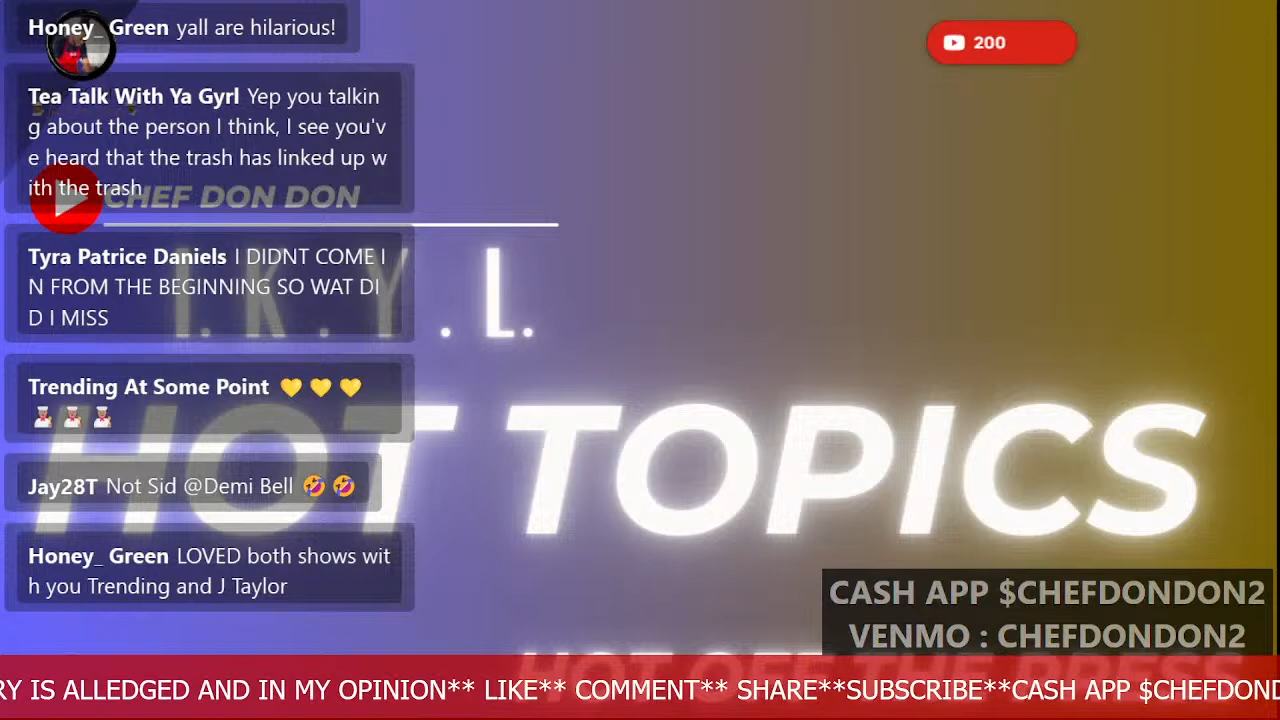 Honey_ Green yall are hilarious!
200
Tea Talk With Ya Gyrl Yep you talkin
g about the person I think, I see you'v
e heard that the trash has linked up w
ith the trash
CHEF DON DON
Tyra Patrice Daniels I DIDNT COME I
N FROM THE BEGINNING SO WAT DI
D I MISS
I. K. Y. L.
Trending At Some Point 💛 💛 💛
👨🏼‍🍳 👨🏼‍🍳 👨🏼‍🍳
HOT TOPICS
Jay28T Not Sid @Demi Bell 🤣 🤣
Honey_ Green LOVED both shows wit
h you Trending and J Taylor
CASH APP $CHEFDONDON2
VENMO : CHEFDONDON2
HOT OFF THE PRESS
RY IS ALLEDGED AND IN MY OPINION** LIKE** COMMENT** SHARE**SUBSCRIBE**CASH APP $CHEFDOND